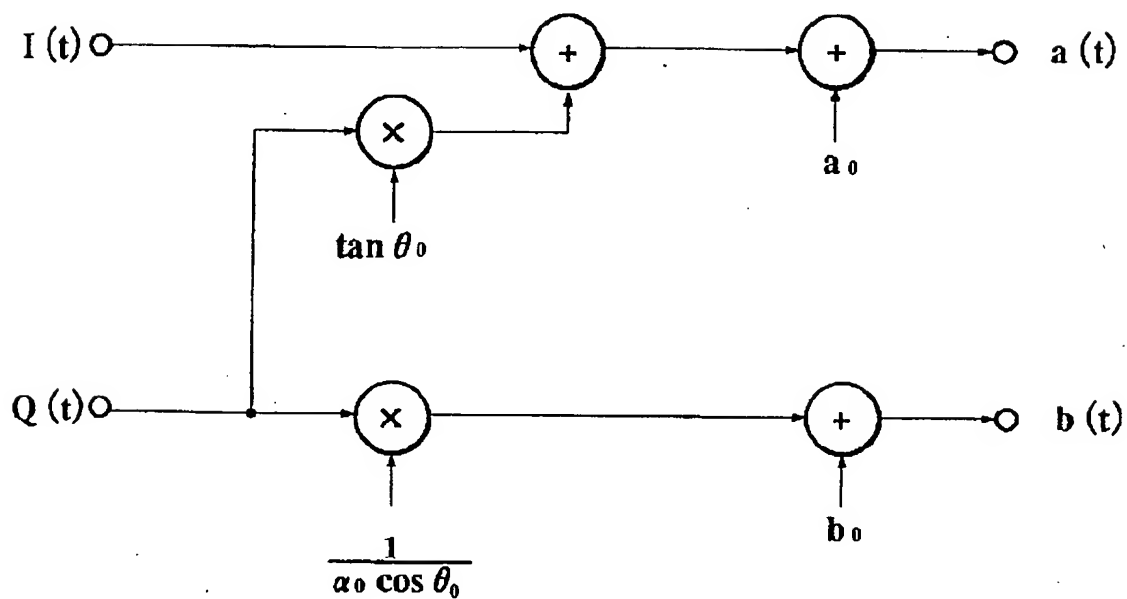 I (t)
+
+
a (t)
×
a₀
tan θ₀
Q (t)
×
+
b (t)
b₀
1
α₀ cos θ₀